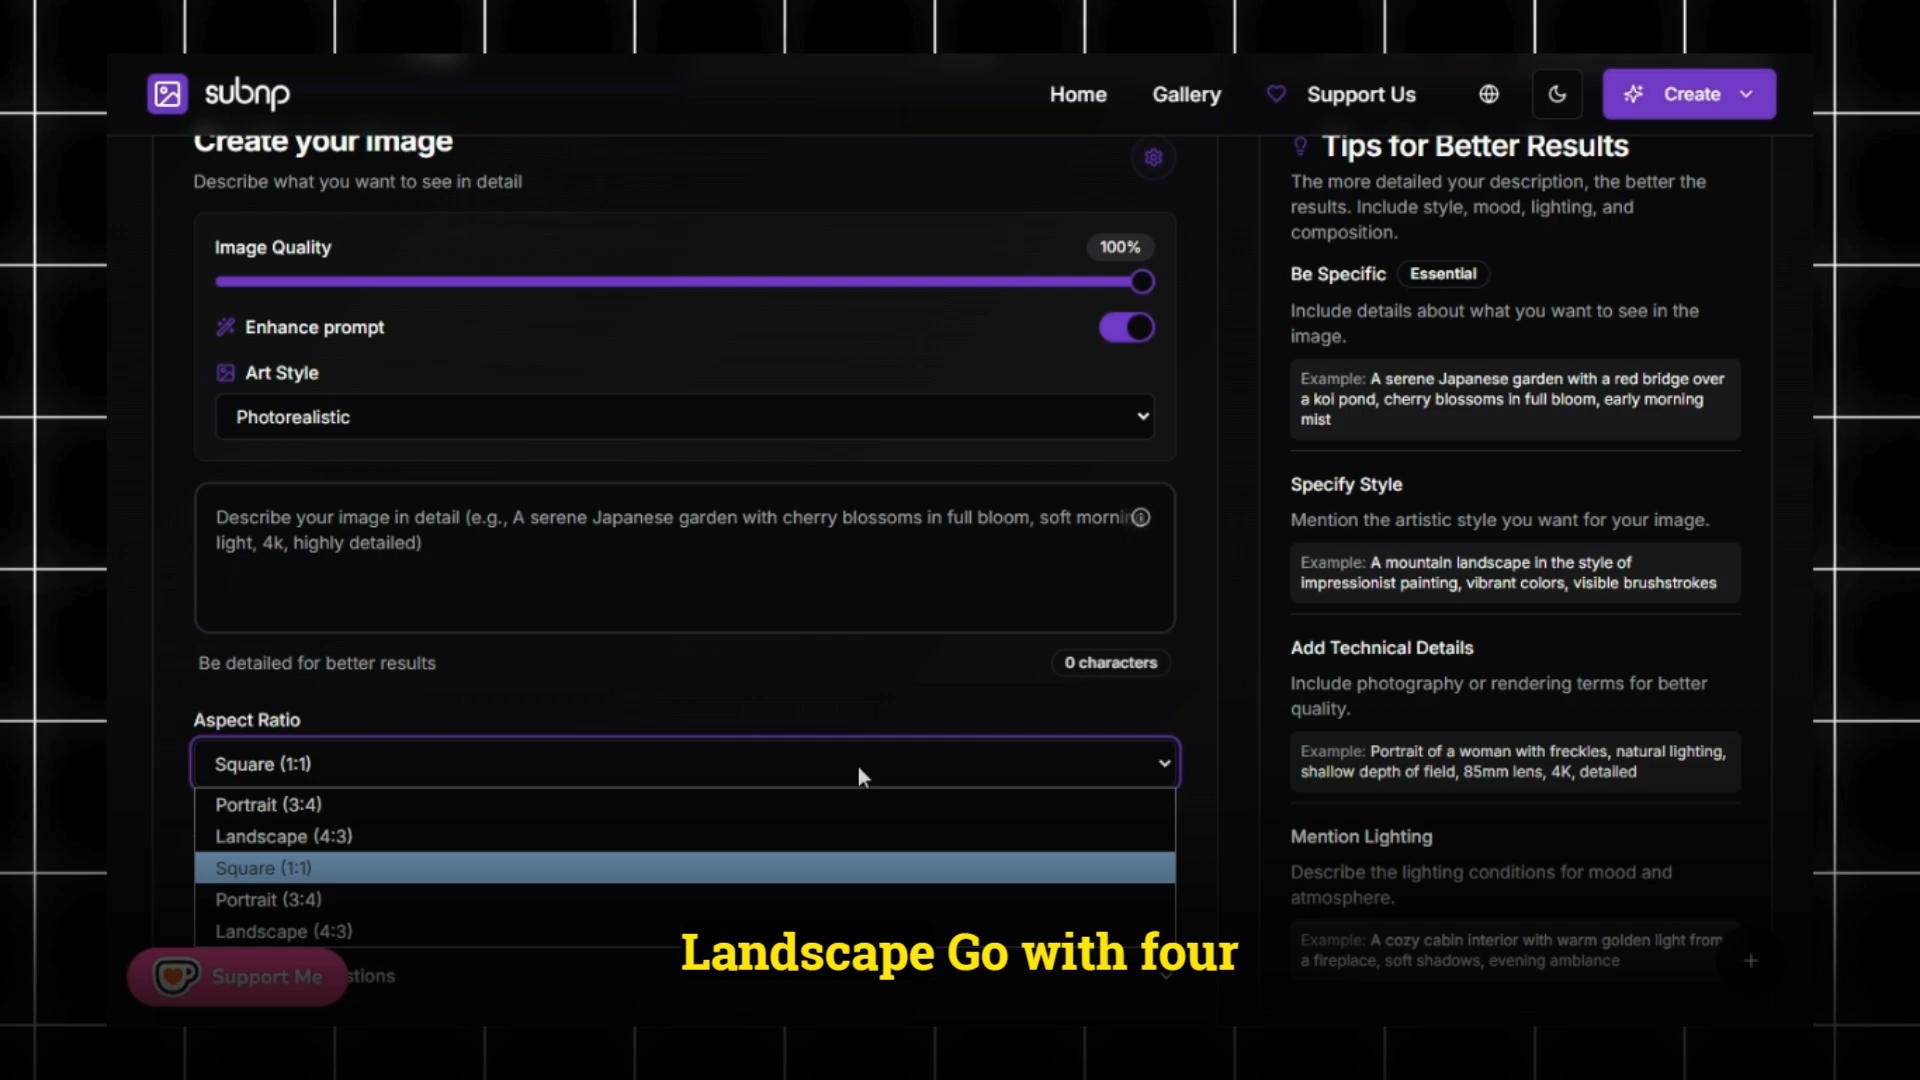 subnp
Home
Gallery
Support Us
Create
Create your image
Describe what you want to see in detail
Image Quality
100%
Enhance prompt
Art Style
Photorealistic
Describe your image in detail (e.g., A serene Japanese garden with cherry blossoms in full bloom, soft mornin
light, 4k, highly detailed)
Be detailed for better results
0 characters
Aspect Ratio
Square (1:1)
Portrait (3:4)
Landscape (4:3)
Square (1:1)
Portrait (3:4)
Landscape (4:3)
Support Me
stions
Tips for Better Results
The more detailed your description, the better the
results. Include style, mood, lighting, and
composition.
Be Specific
Essential
Include details about what you want to see in the
image.
Example: A serene Japanese garden with a red bridge over
a koi pond, cherry blossoms in full bloom, early morning
mist
Specify Style
Mention the artistic style you want for your image.
Example: A mountain landscape in the style of
impressionist painting, vibrant colors, visible brushstrokes
Add Technical Details
Include photography or rendering terms for better
quality.
Example: Portrait of a woman with freckles, natural lighting,
shallow depth of field, 85mm lens, 4K, detailed
Mention Lighting
Describe the lighting conditions for mood and
atmosphere.
Example: A cozy cabin interior with warm golden light from
a fireplace, soft shadows, evening ambiance
Landscape Go with four